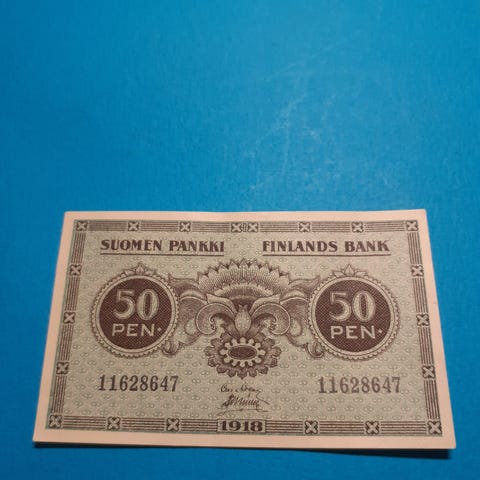 SUOMEN PANKKI FINLANDS BANK
50 50
PEN· PEN·
11628647 11628647
1918